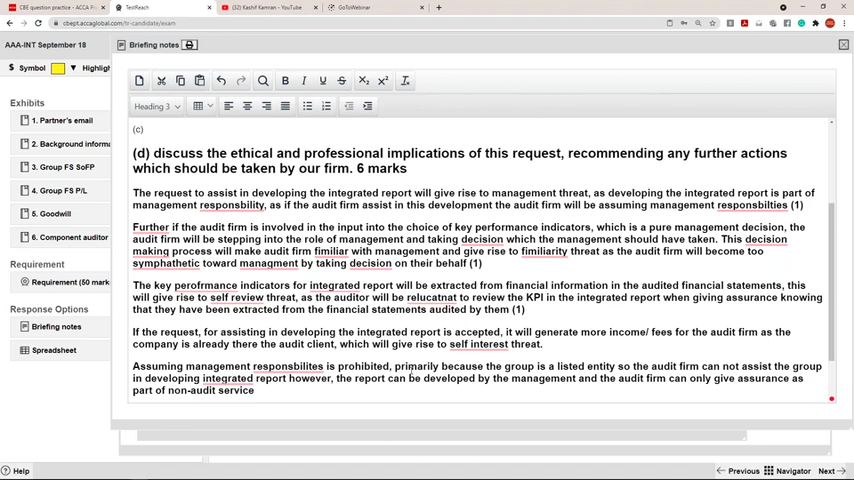 CBE question practice - ACCA Pra
TestReach
(32) Kashif Kamran - YouTube
GoToWebinar
cbept.accaglobal.com/tr-candidate/exam
AAA-INT September 18
Briefing notes
Symbol
Highligh
Heading 3
Exhibits
1. Partner's email
2. Background informa
3. Group FS SoFP
4. Group FS P/L
5. Goodwill
6. Component auditor
Requirement
Requirement (50 mark
Response Options
Briefing notes
Spreadsheet
(c)
(d) discuss the ethical and professional implications of this request, recommending any further actions
which should be taken by our firm. 6 marks
The request to assist in developing the integrated report will give rise to management threat, as developing the integrated report is part of
management responsbility, as if the audit firm assist in this development the audit firm will be assuming management responsbilties (1)
Further if the audit firm is involved in the input into the choice of key performance indicators, which is a pure management decision, the
audit firm will be stepping into the role of management and taking decision which the management should have taken. This decision
making process will make audit firm fimiliar with management and give rise to fimiliarity threat as the audit firm will become too
symphathetic toward managment by taking decision on their behalf (1)
The key perofrmance indicators for integrated report will be extracted from financial information in the audited financial statements, this
will give rise to self review threat, as the auditor will be relucatnat to review the KPI in the integrated report when giving assurance knowing
that they have been extracted from the financial statements audited by them (1)
If the request, for assisting in developing the integrated report is accepted, it will generate more income/ fees for the audit firm as the
company is already there the audit client, which will give rise to self interest threat.
Assuming management responsbilites is prohibited, primarily because the group is a listed entity so the audit firm can not assist the group
in developing integrated report however, the report can be developed by the management and the audit firm can only give assurance as
part of non-audit service
Help
Previous
Navigator
Next